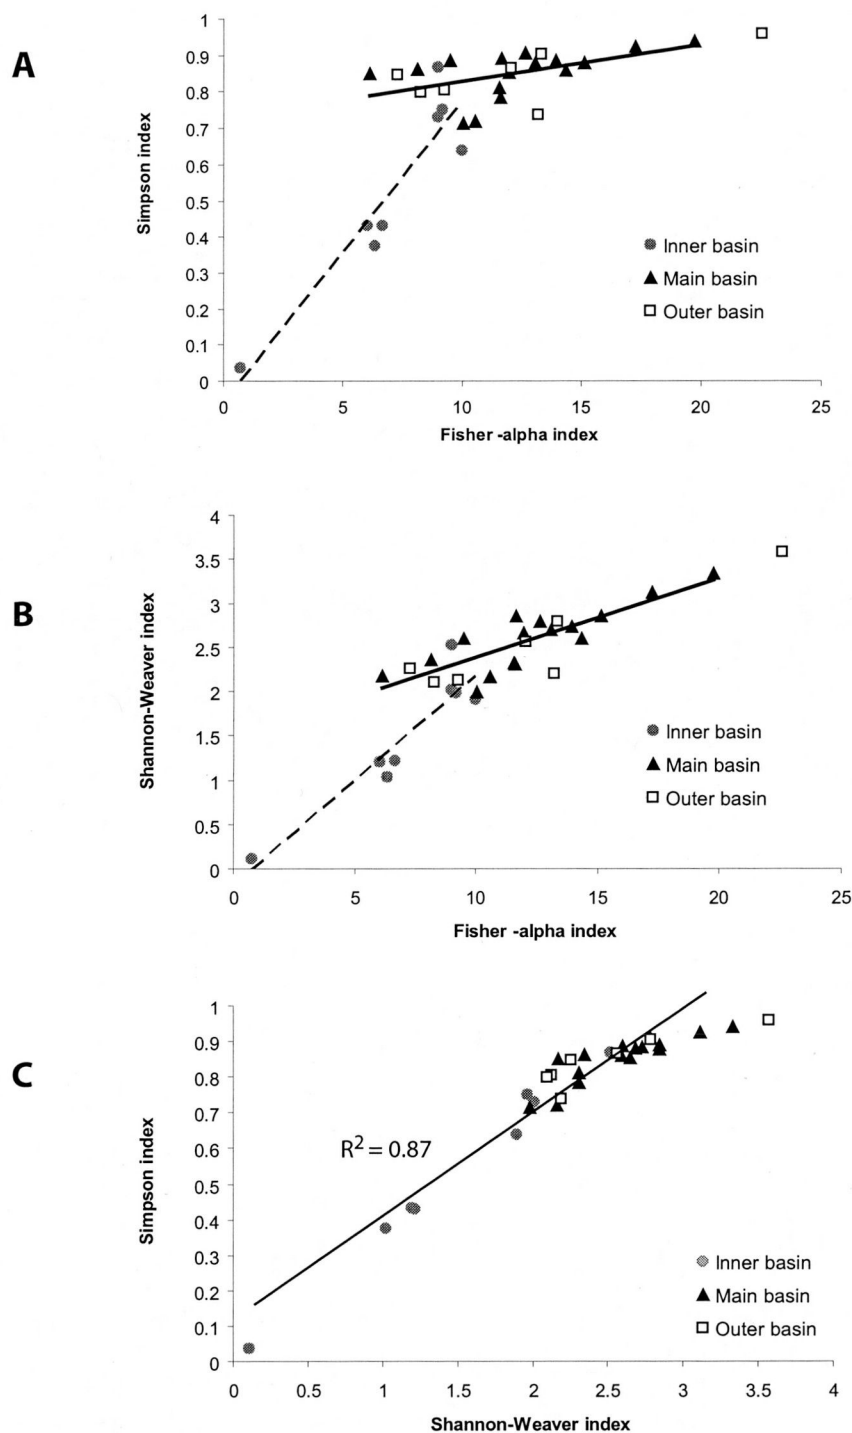 A
1
0.9
0.8
0.7
0.6
0.5
0.4
0.3
0.2
0.1
0
Simpson index
Inner basin
Main basin
Outer basin
0 5 10 15 20 25
Fisher -alpha index
B
4
3.5
3
2.5
2
1.5
1
0.5
0
Shannon-Weaver index
Inner basin
Main basin
Outer basin
0 5 10 15 20 25
Fisher -alpha index
C
1
0.9
0.8
0.7
0.6
0.5
0.4
0.3
0.2
0.1
0
Simpson index
R² = 0.87
Inner basin
Main basin
Outer basin
0 0.5 1 1.5 2 2.5 3 3.5 4
Shannon-Weaver index